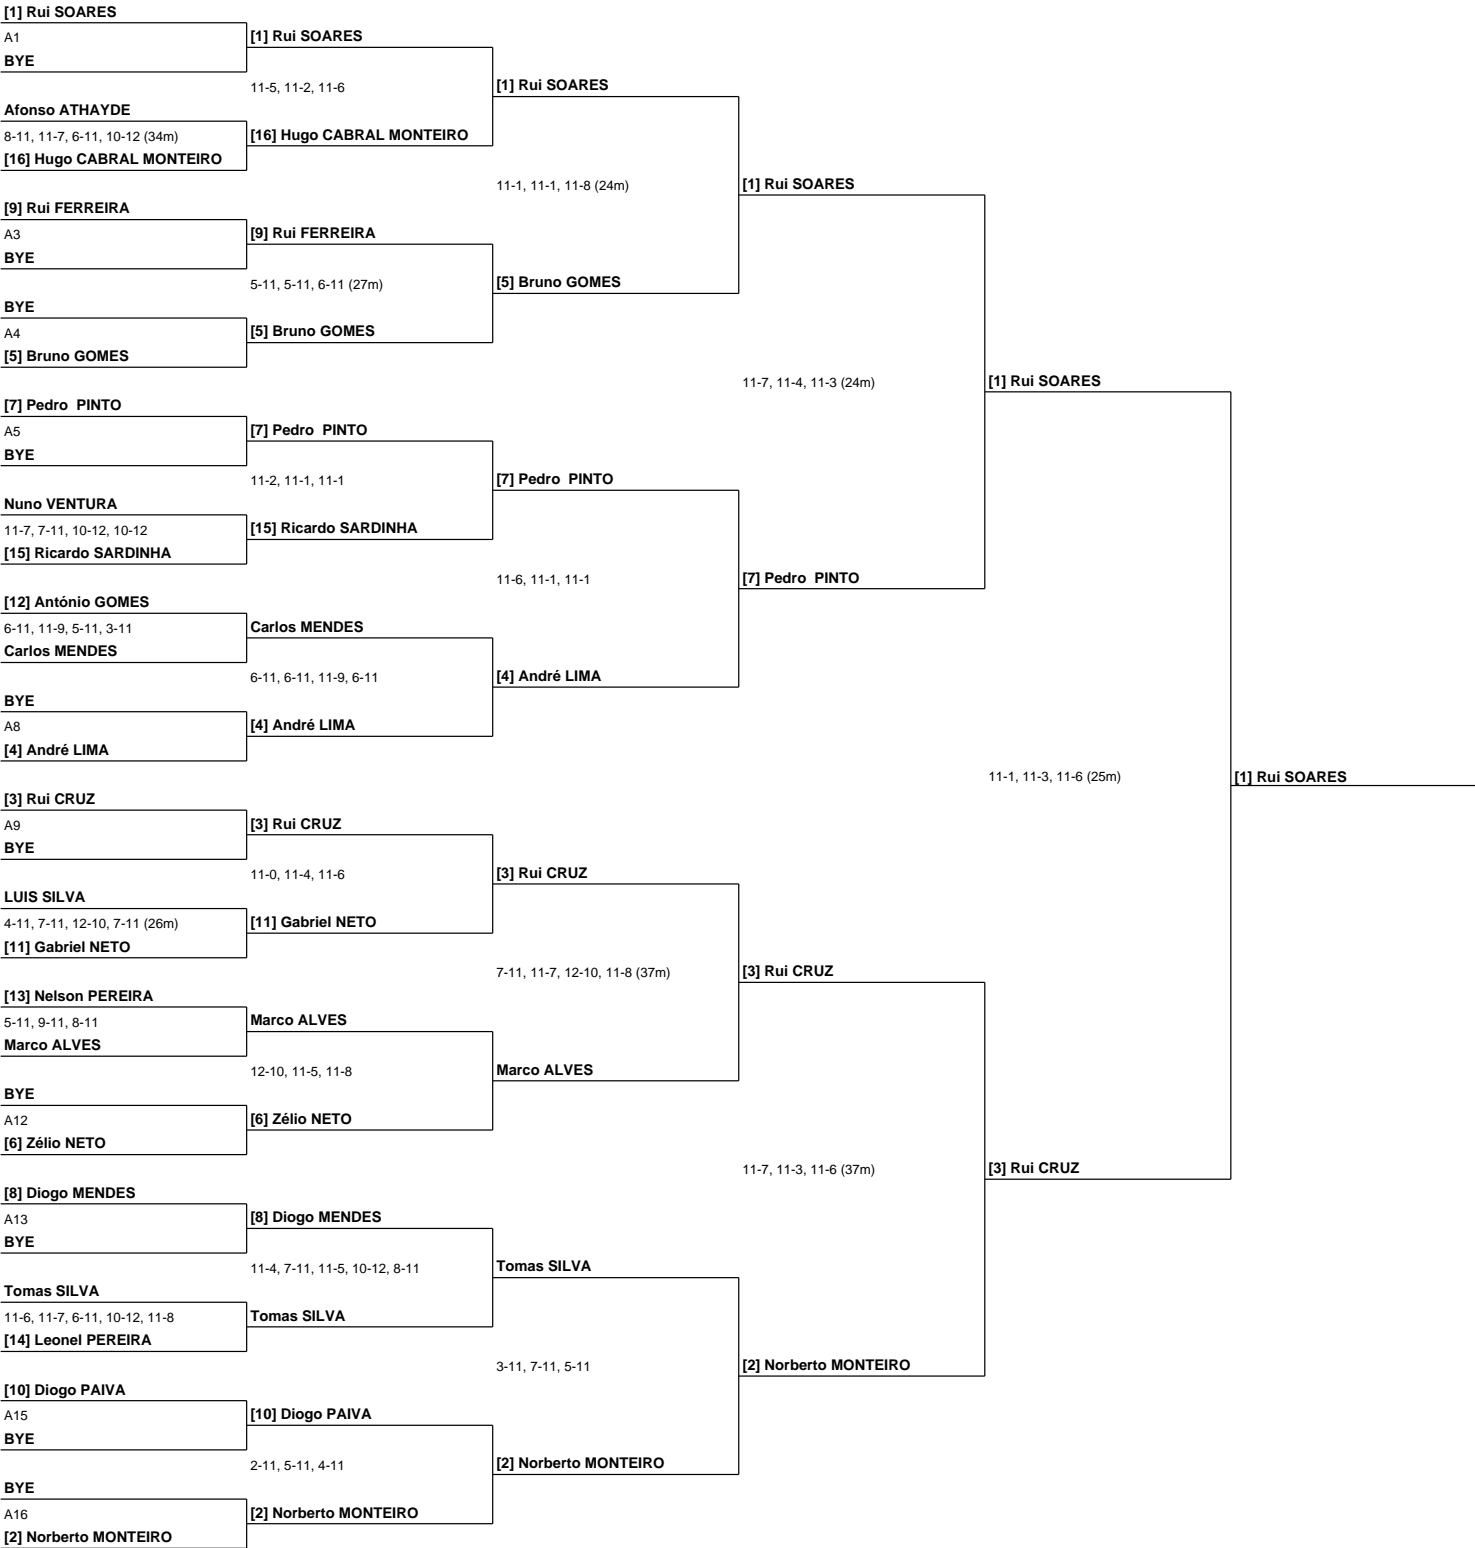 [1] Rui SOARES
A1
BYE
Afonso ATHAYDE
8-11, 11-7, 6-11, 10-12 (34m)
[16] Hugo CABRAL MONTEIRO
[9] Rui FERREIRA
A3
BYE
BYE
A4
[5] Bruno GOMES
[7] Pedro  PINTO
A5
BYE
Nuno VENTURA
11-7, 7-11, 10-12, 10-12
[15] Ricardo SARDINHA
[12] António GOMES
6-11, 11-9, 5-11, 3-11
Carlos MENDES
BYE
A8
[4] André LIMA
[3] Rui CRUZ
A9
BYE
LUIS SILVA
4-11, 7-11, 12-10, 7-11 (26m)
[11] Gabriel NETO
[13] Nelson PEREIRA
5-11, 9-11, 8-11
Marco ALVES
BYE
A12
[6] Zélio NETO
[8] Diogo MENDES
A13
BYE
Tomas SILVA
11-6, 11-7, 6-11, 10-12, 11-8
[14] Leonel PEREIRA
[10] Diogo PAIVA
A15
BYE
BYE
A16
[2] Norberto MONTEIRO
[1] Rui SOARES
11-5, 11-2, 11-6
[16] Hugo CABRAL MONTEIRO
[9] Rui FERREIRA
5-11, 5-11, 6-11 (27m)
[5] Bruno GOMES
[7] Pedro  PINTO
11-2, 11-1, 11-1
[15] Ricardo SARDINHA
Carlos MENDES
6-11, 6-11, 11-9, 6-11
[4] André LIMA
[3] Rui CRUZ
11-0, 11-4, 11-6
[11] Gabriel NETO
Marco ALVES
12-10, 11-5, 11-8
[6] Zélio NETO
[8] Diogo MENDES
11-4, 7-11, 11-5, 10-12, 8-11
Tomas SILVA
[10] Diogo PAIVA
2-11, 5-11, 4-11
[2] Norberto MONTEIRO
[1] Rui SOARES
11-1, 11-1, 11-8 (24m)
[5] Bruno GOMES
[7] Pedro  PINTO
11-6, 11-1, 11-1
[4] André LIMA
[3] Rui CRUZ
7-11, 11-7, 12-10, 11-8 (37m)
Marco ALVES
Tomas SILVA
3-11, 7-11, 5-11
[2] Norberto MONTEIRO
[1] Rui SOARES
11-7, 11-4, 11-3 (24m)
[7] Pedro  PINTO
[3] Rui CRUZ
11-7, 11-3, 11-6 (37m)
[2] Norberto MONTEIRO
[1] Rui SOARES
11-1, 11-3, 11-6 (25m)
[3] Rui CRUZ
[1] Rui SOARES